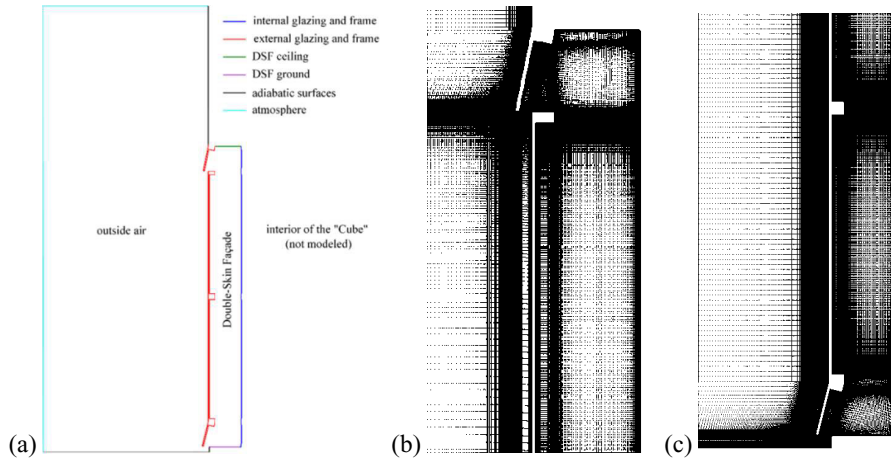 internal glazing and frame
external glazing and frame
DSF ceiling
DSF ground
adiabatic surfaces
atmosphere
outside air
Double-Skin Façade
interior of the "Cube"
(not modeled)
(a)
(b)
(c)